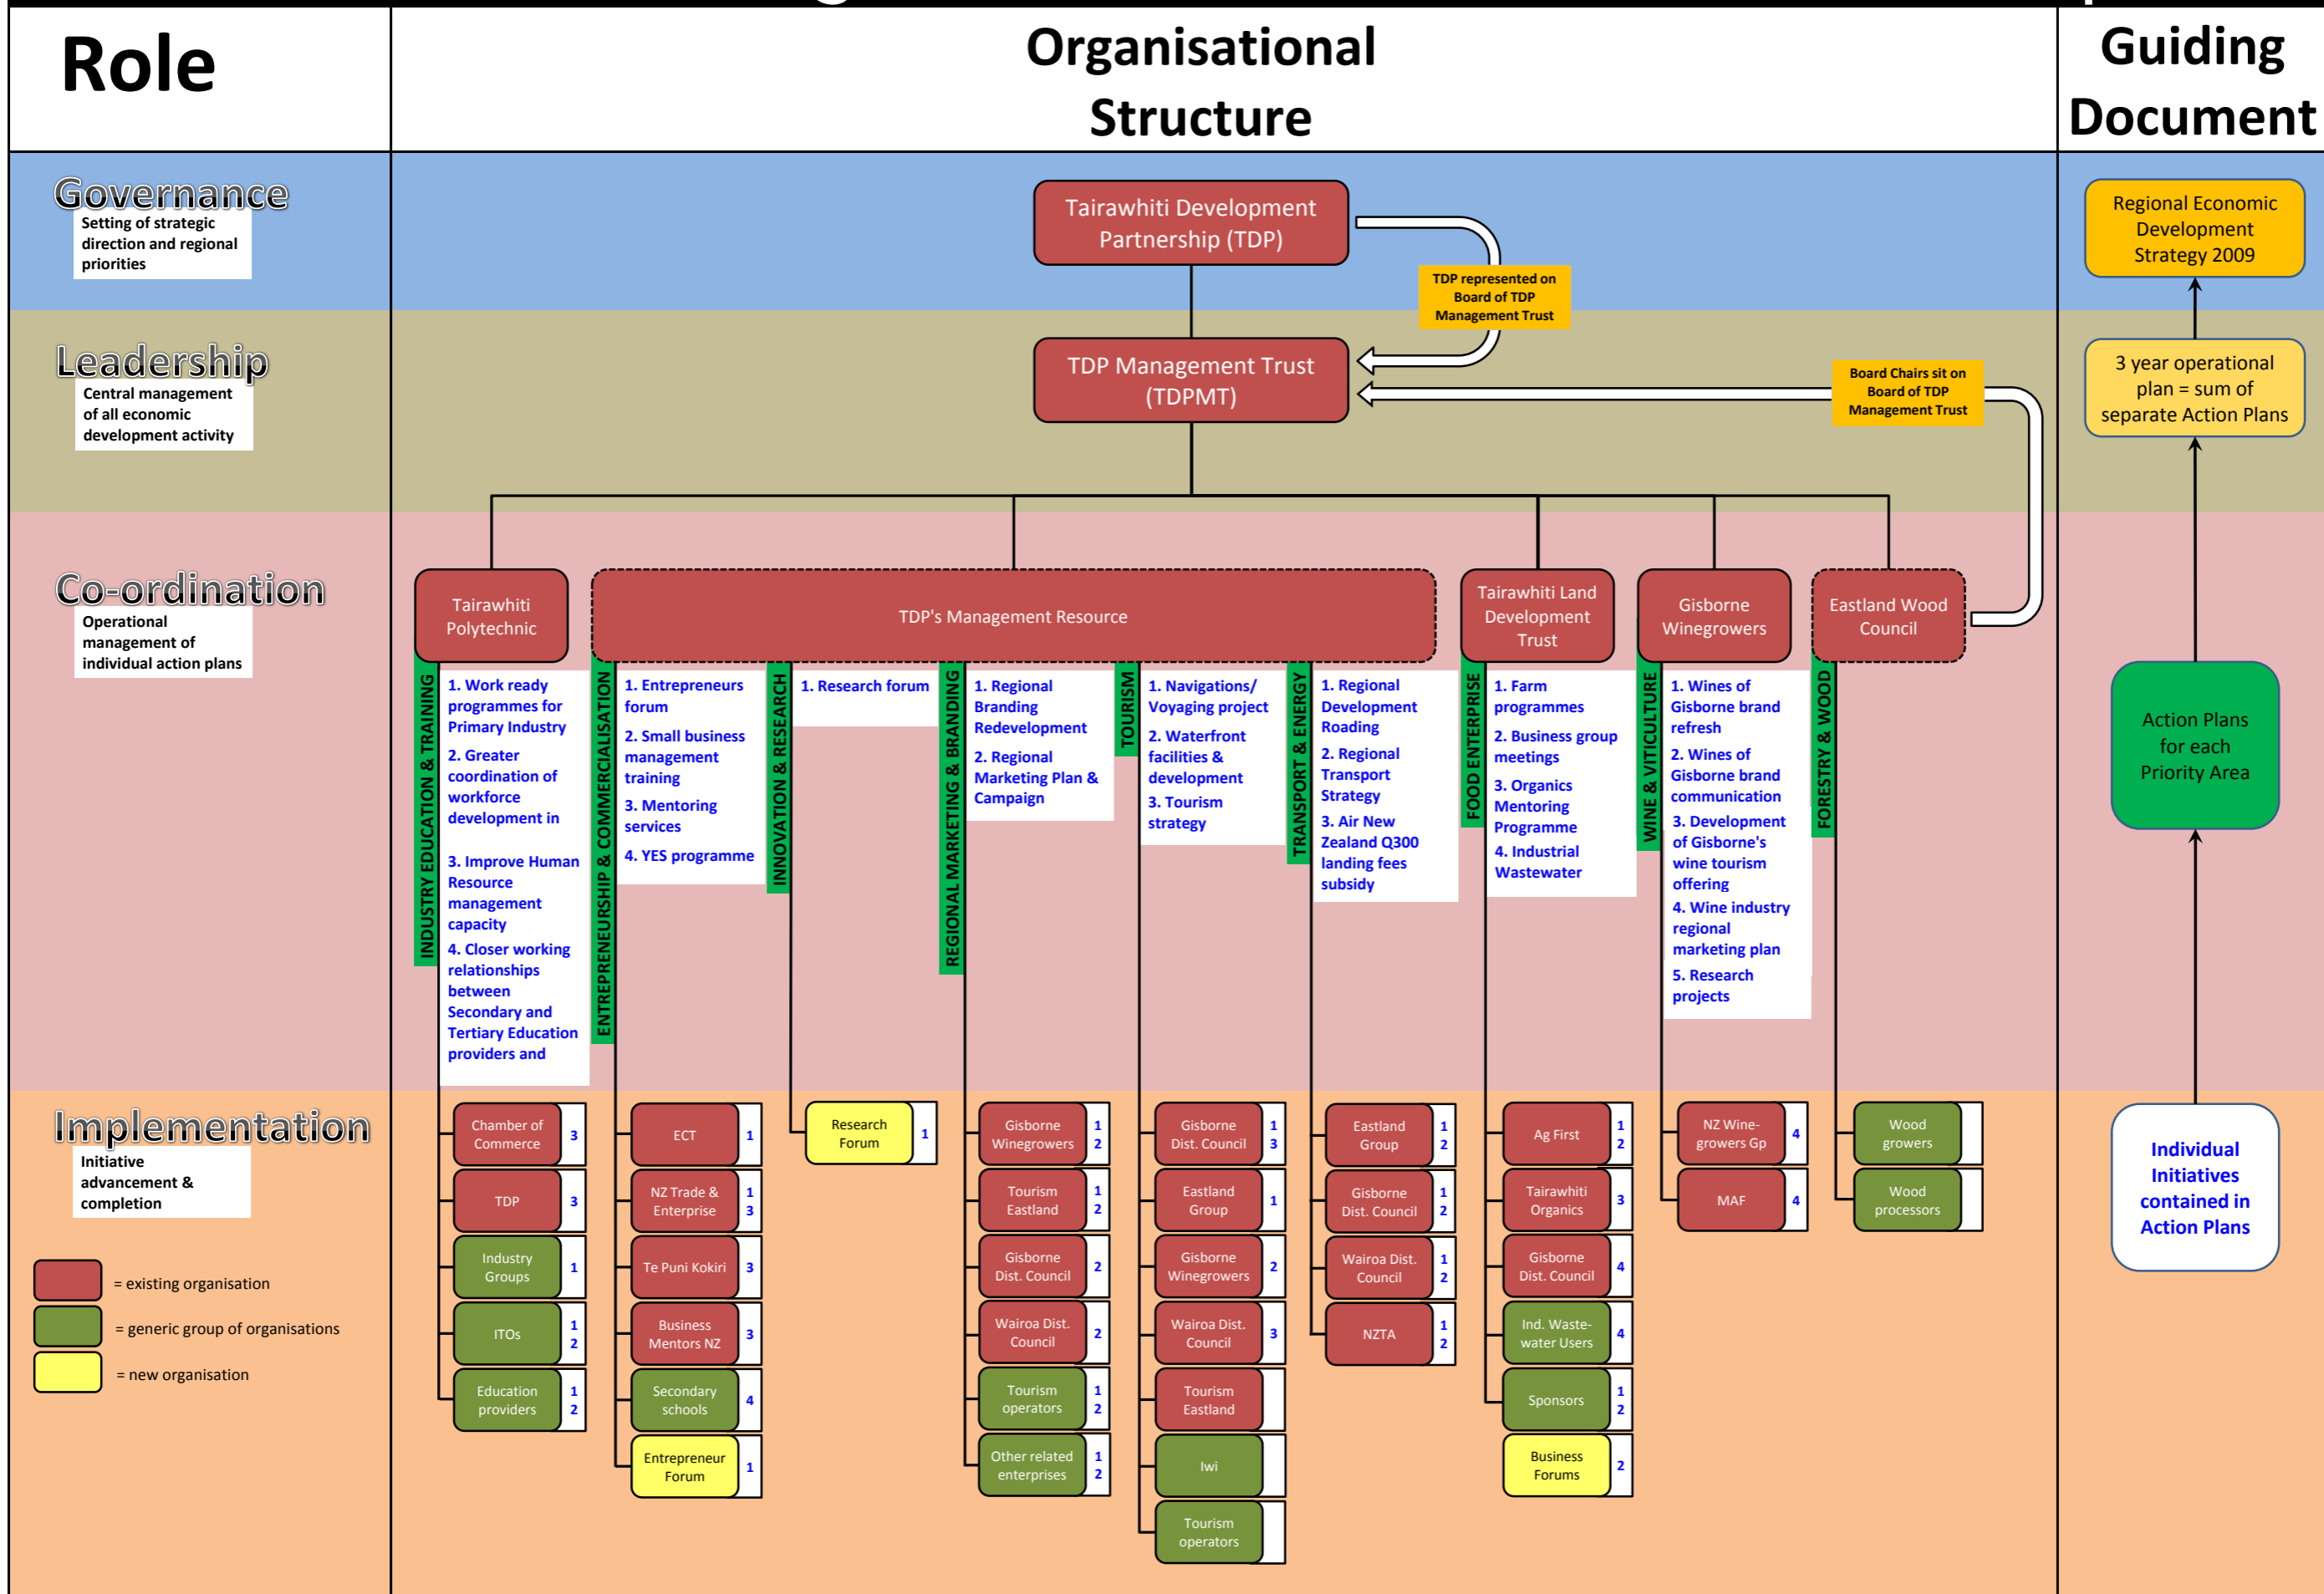 Role
Organisational
Structure
Guiding
Document
Governance
Setting of strategic
direction and regional
priorities
Tairawhiti Development
Partnership (TDP)
TDP represented on
Board of TDP
Management Trust
Regional Economic
Development
Strategy 2009
Leadership
Central management
of all economic
development activity
TDP Management Trust
(TDPMT)
Board Chairs sit on
Board of TDP
Management Trust
3 year operational
plan = sum of
separate Action Plans
Co-ordination
Operational
management of
individual action plans
Tairawhiti
Polytechnic
TDP's Management Resource
Tairawhiti Land
Development
Trust
Gisborne
Winegrowers
Eastland Wood
Council
INDUSTRY EDUCATION & TRAINING
1. Work ready
programmes for
Primary Industry
2. Greater
coordination of
workforce
development in
3. Improve Human
Resource
management
capacity
4. Closer working
relationships
between
Secondary and
Tertiary Education
providers and
ENTREPRENEURSHIP & COMMERCIALISATION
1. Entrepreneurs
forum
2. Small business
management
training
3. Mentoring
services
4. YES programme
INNOVATION & RESEARCH
1. Research forum
REGIONAL MARKETING & BRANDING
1. Regional
Branding
Redevelopment
2. Regional
Marketing Plan &
Campaign
TOURISM
1. Navigations/
Voyaging project
2. Waterfront
facilities &
development
3. Tourism
strategy
TRANSPORT & ENERGY
1. Regional
Development
Roading
2. Regional
Transport
Strategy
3. Air New
Zealand Q300
landing fees
subsidy
FOOD ENTERPRISE
1. Farm
programmes
2. Business group
meetings
3. Organics
Mentoring
Programme
4. Industrial
Wastewater
WINE & VITICULTURE
1. Wines of
Gisborne brand
refresh
2. Wines of
Gisborne brand
communication
3. Development
of Gisborne's
wine tourism
offering
4. Wine industry
regional
marketing plan
5. Research
projects
FORESTRY & WOOD
Action Plans
for each
Priority Area
Implementation
Initiative
advancement &
completion
Chamber of
Commerce
3
TDP
3
Industry
Groups
1
ITOs
1
2
Education
providers
1
2
ECT
1
NZ Trade &
Enterprise
1
3
Te Puni Kokiri
3
Business
Mentors NZ
3
Secondary
schools
4
Entrepreneur
Forum
1
Research
Forum
1
Gisborne
Winegrowers
1
2
Tourism
Eastland
1
2
Gisborne
Dist. Council
2
Wairoa Dist.
Council
2
Tourism
operators
1
2
Other related
enterprises
1
2
Gisborne
Dist. Council
1
3
Eastland
Group
1
Gisborne
Winegrowers
2
Wairoa Dist.
Council
3
Tourism
Eastland
Iwi
Tourism
operators
Eastland
Group
1
2
Gisborne
Dist. Council
1
2
Wairoa Dist.
Council
1
2
NZTA
1
2
Ag First
1
2
Tairawhiti
Organics
3
Gisborne
Dist. Council
4
Ind. Waste-
water Users
4
Sponsors
1
2
Business
Forums
2
NZ Wine-
growers Gp
4
MAF
4
Wood
growers
Wood
processors
Individual
Initiatives
contained in
Action Plans
= existing organisation
= generic group of organisations
= new organisation